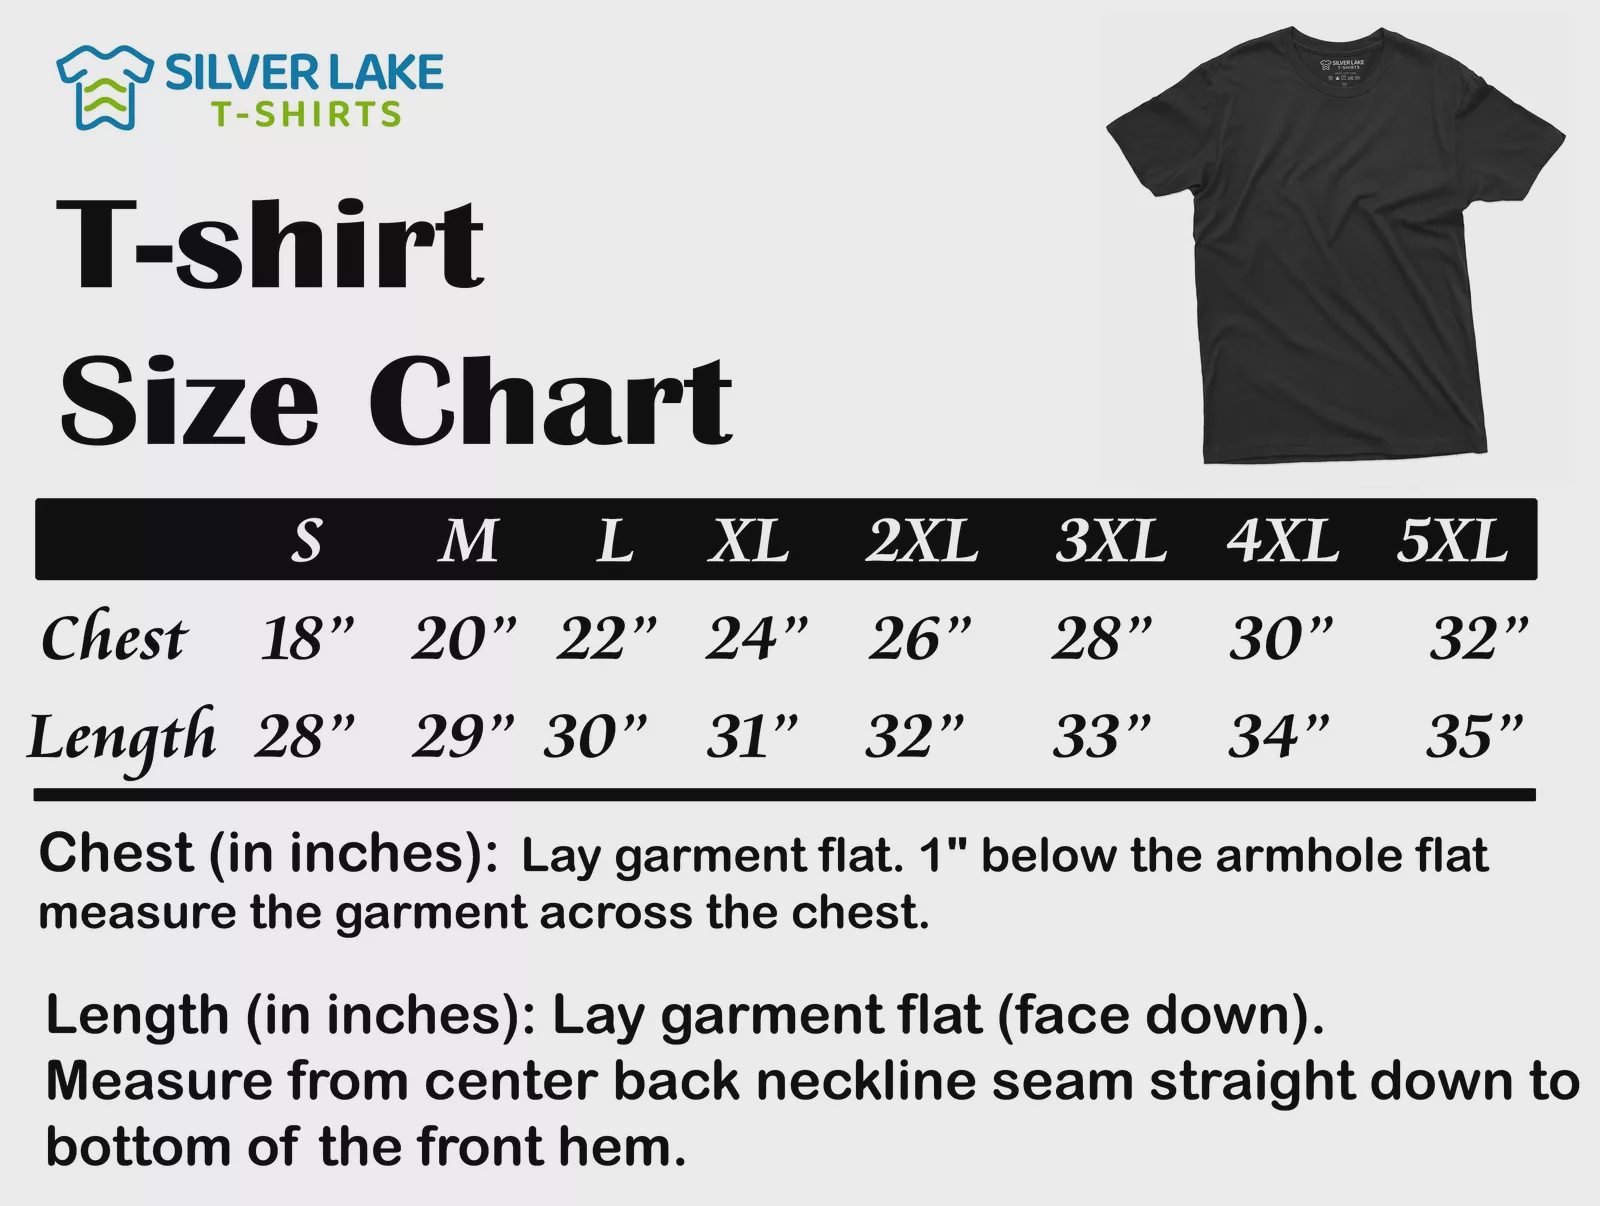 SILVER LAKE
T-SHIRTS
SILVER LAKE
T-SHIRTS
T-shirt
Size Chart
S M L XL 2XL 3XL 4XL 5XL
Chest 18” 20” 22” 24” 26” 28” 30” 32”
Length 28” 29” 30” 31” 32” 33” 34” 35”
Chest (in inches): Lay garment flat. 1" below the armhole flat
measure the garment across the chest.
Length (in inches): Lay garment flat (face down).
Measure from center back neckline seam straight down to
bottom of the front hem.